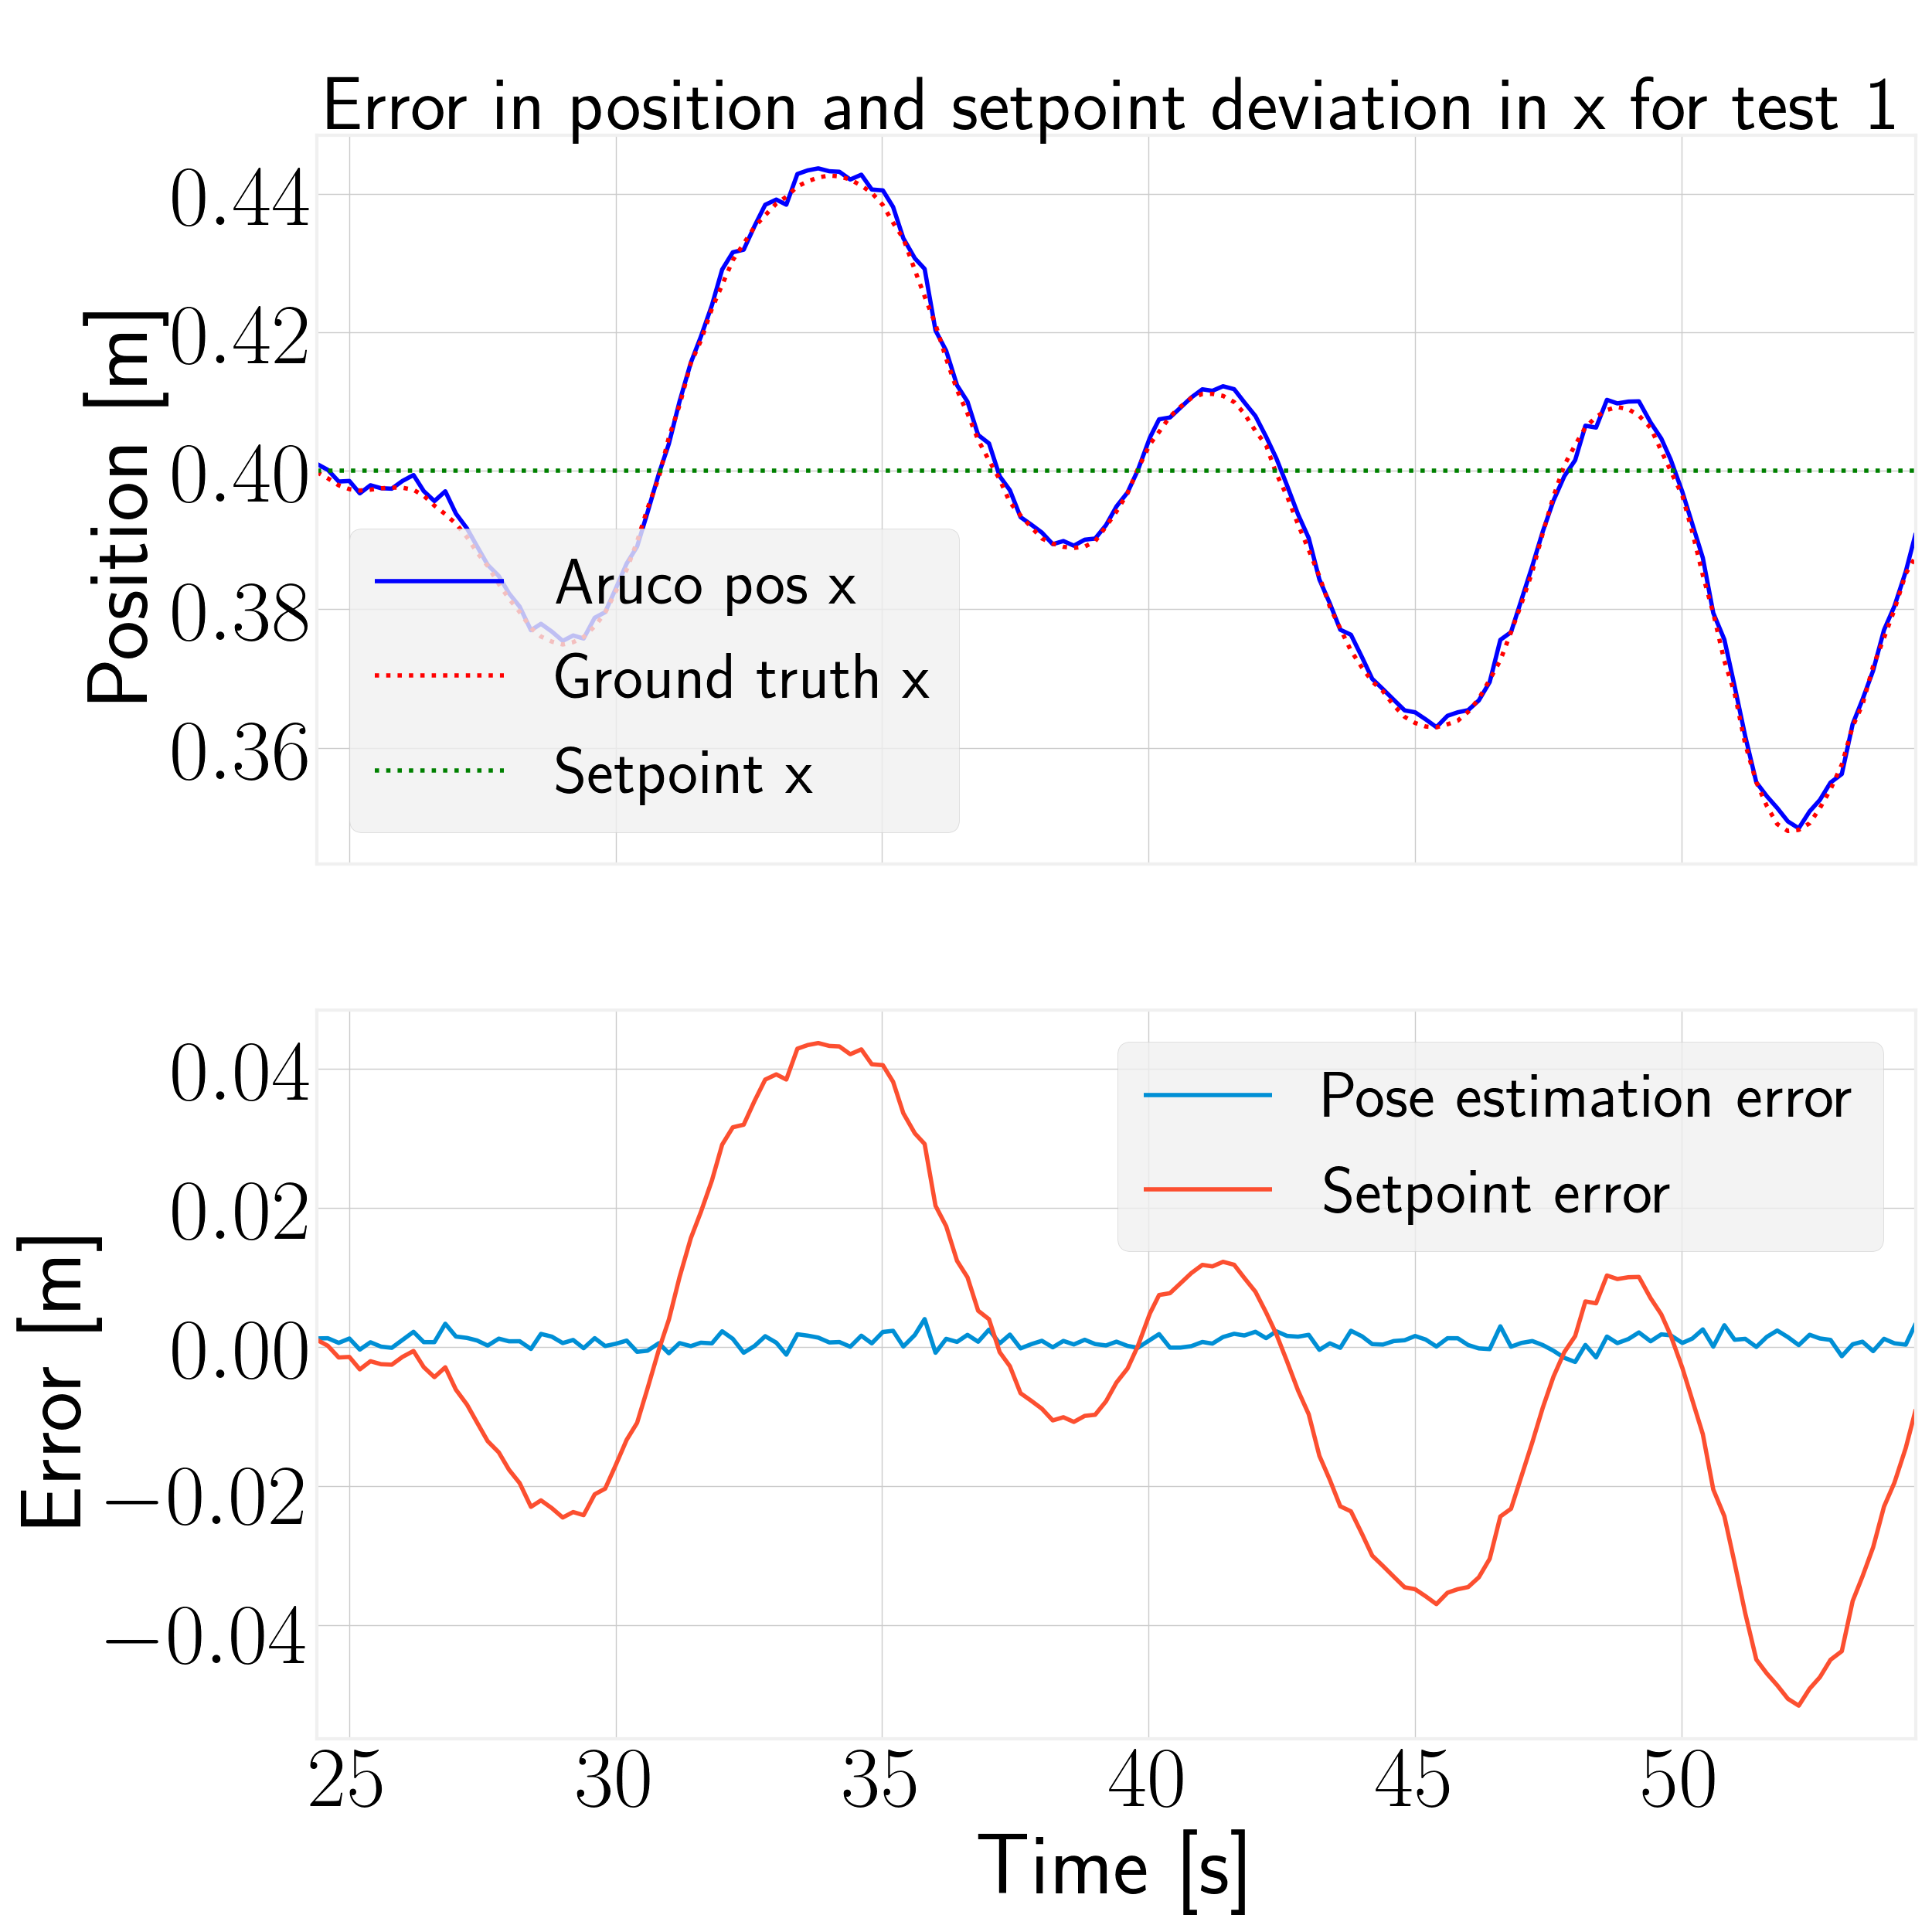 Error in position and setpoint deviation in x for test 1
Position [m]
0.44
0.42
0.40
0.38
0.36
Aruco pos x
Ground truth x
Setpoint x
Error [m]
0.04
0.02
0.00
−0.02
−0.04
Pose estimation error
Setpoint error
25 30 35 40 45 50
Time [s]